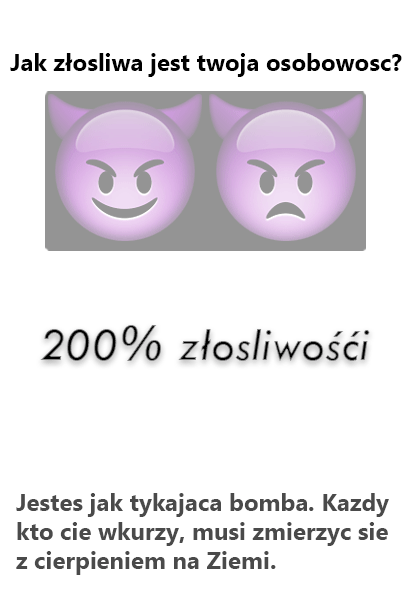 Jak złosliwa jest twoja osobowosc?
200% złosliwośći
Jestes jak tykajaca bomba. Kazdy
kto cie wkurzy, musi zmierzyc sie
z cierpieniem na Ziemi.